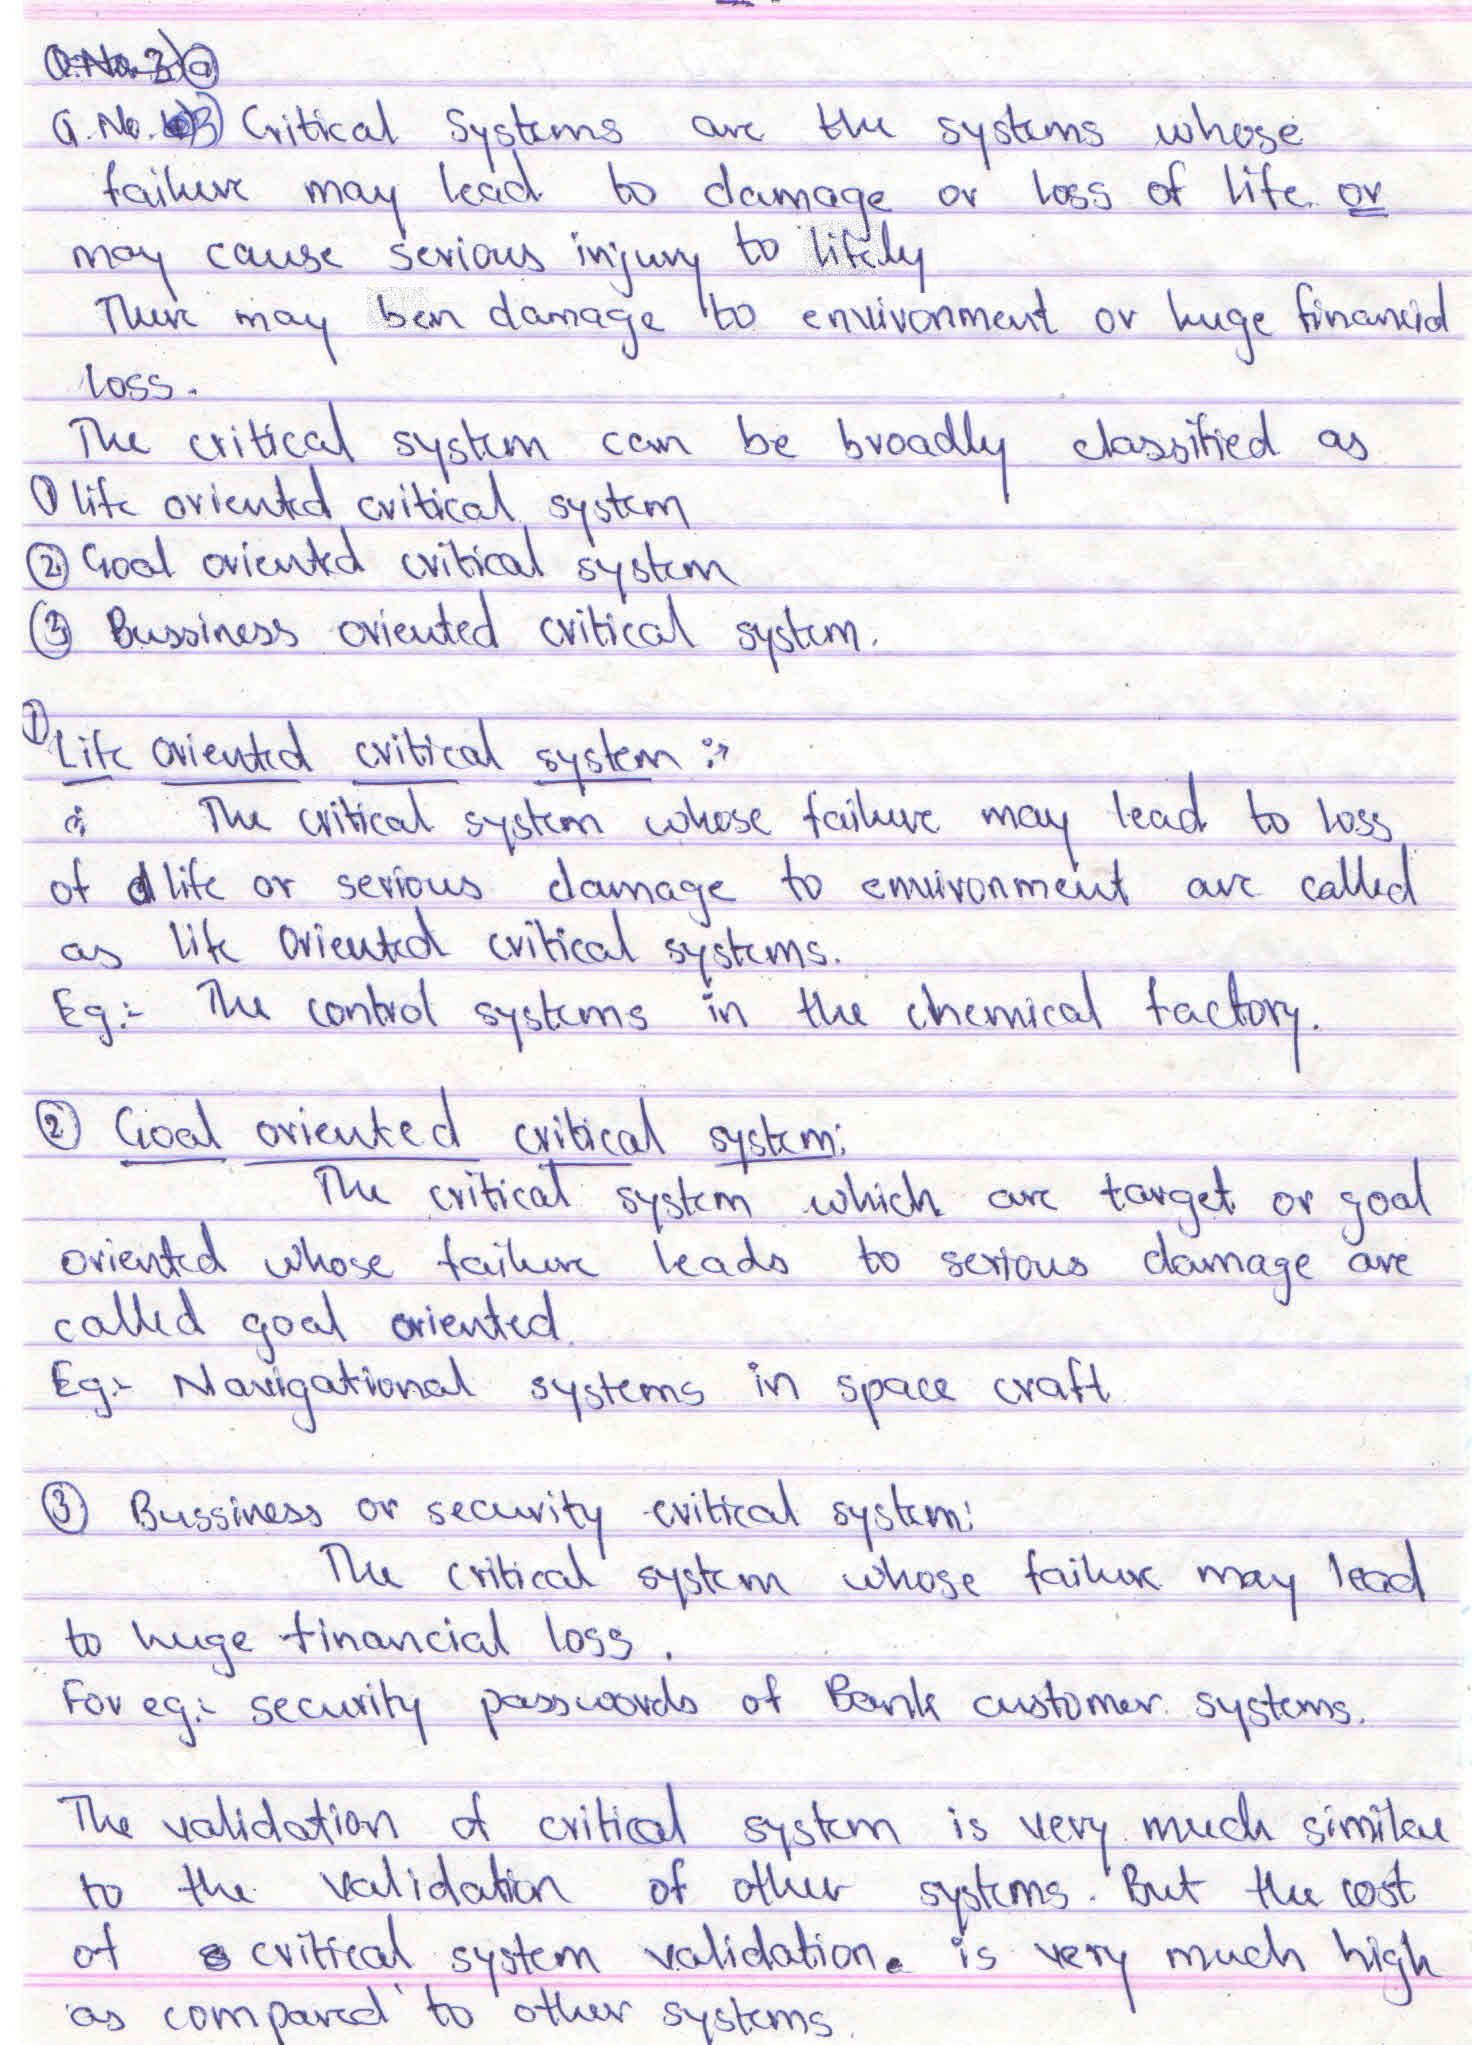 Q.No. 3) a
Q.No. 3) Critical Systems are the systems whose
failure may lead to damage or loss of life or
may cause serious injury to lifely
There may ben damage to environment or huge financial
loss.
The critical system can be broadly classified as
① life oriented critical system
② Goal oriented critical system
③ Bussiness oriented critical system.
① Life oriented critical system :→
The critical system whose failure may lead to loss
of life or serious damage to environment are called
as life oriented critical systems.
Eg:- The control systems in the chemical factory.
② Goal oriented critical system:
The critical system which are target or goal
oriented whose failure leads to serious damage are
called goal oriented
Eg:- Navigational systems in space craft
③ Bussiness or security critical system:
The critical system whose failure may lead
to huge financial loss.
For eg:- security passwords of Bank customer systems.
The validation of critical system is very much similar
to the validation of other systems. But the cost
of critical system validation is very much high
as compared to other systems.